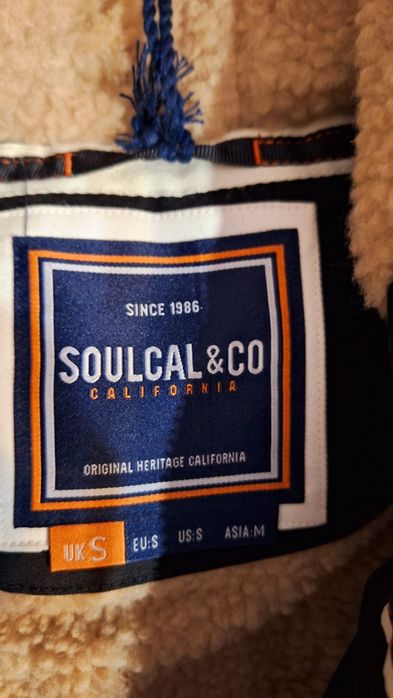 SINCE 1986
SOULCAL & CO
CALIFORNIA
ORIGINAL HERITAGE CALIFORNIA
UK S EU:S US:S ASIA:M